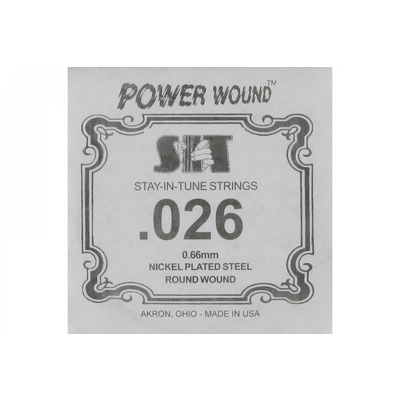 POWER WOUND™
SIT
STAY-IN-TUNE STRINGS
.026
0.66mm
NICKEL PLATED STEEL
ROUND WOUND
AKRON, OHIO - MADE IN USA